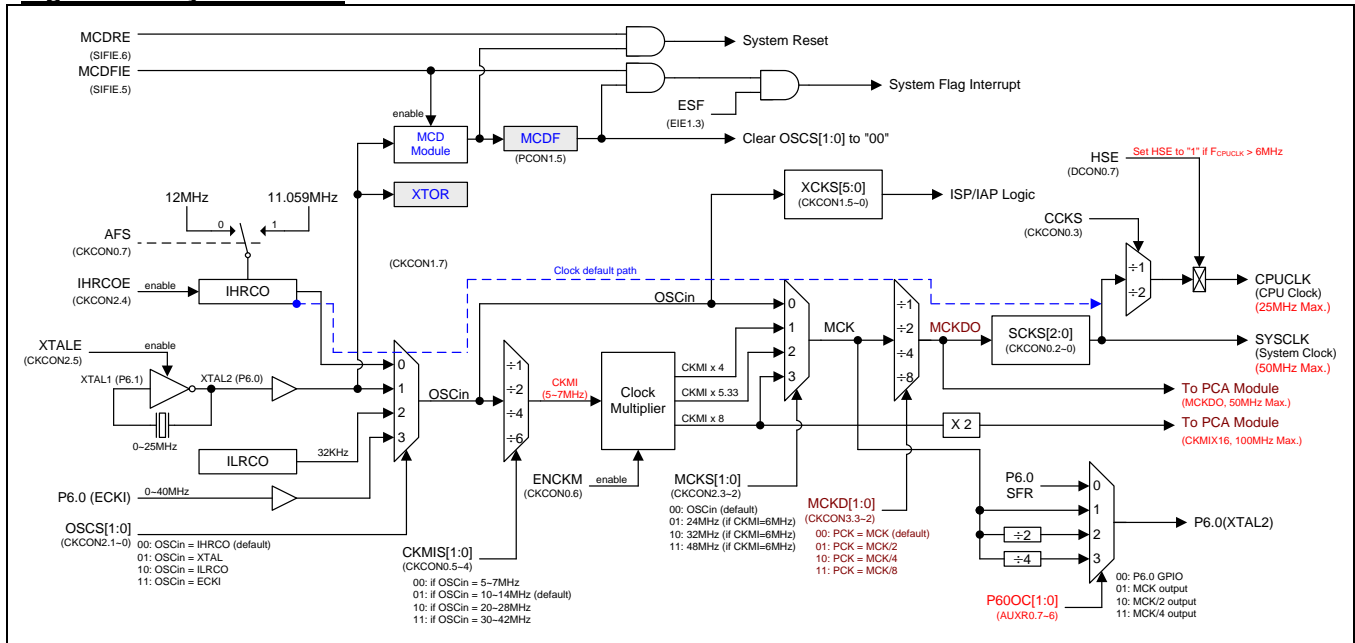 MCDRE
(SIFIE.6)
System Reset
MCDFIE
(SIFIE.5)
System Flag Interrupt
ESF
(EIE1.3)
enable
MCD
Module
MCDF
(PCON1.5)
Clear OSCS[1:0] to "00"
XTOR
HSE
(DCON0.7)
Set HSE to "1" if FCPUCLK > 6MHz
XCKS[5:0]
(CKCON1.5~0)
ISP/IAP Logic
12MHz
11.059MHz
0
1
AFS
(CKCON0.7)
(CKCON1.7)
CCKS
(CKCON0.3)
IHRCOE
(CKCON2.4)
enable
IHRCO
Clock default path
÷1
÷2
CPUCLK
(CPU Clock)
(25MHz Max.)
OSCin
0
1
2
3
MCK
÷1
÷2
÷4
÷8
MCKDO
SCKS[2:0]
(CKCON0.2~0)
SYSCLK
(System Clock)
(50MHz Max.)
XTALE
(CKCON2.5)
enable
XTAL1 (P6.1)
XTAL2 (P6.0)
0~25MHz
0
1
2
3
OSCin
÷1
÷2
÷4
÷6
CKMI
(5~7MHz)
Clock
Multiplier
CKMI x 4
CKMI x 5.33
CKMI x 8
To PCA Module
(MCKDO, 50MHz Max.)
X 2
To PCA Module
(CKMIX16, 100MHz Max.)
ILRCO
32KHz
P6.0 (ECKI)
0~40MHz
ENCKM
(CKCON0.6)
enable
OSCS[1:0]
(CKCON2.1~0)
00: OSCin = IHRCO (default)
01: OSCin = XTAL
10: OSCin = ILRCO
11: OSCin = ECKI
CKMIS[1:0]
(CKCON0.5~4)
00: if OSCin = 5~7MHz
01: if OSCin = 10~14MHz (default)
10: if OSCin = 20~28MHz
11: if OSCin = 30~42MHz
MCKS[1:0]
(CKCON2.3~2)
00: OSCin (default)
01: 24MHz (if CKMI=6MHz)
10: 32MHz (if CKMI=6MHz)
11: 48MHz (if CKMI=6MHz)
MCKD[1:0]
(CKCON3.3~2)
00: PCK = MCK (default)
01: PCK = MCK/2
10: PCK = MCK/4
11: PCK = MCK/8
P6.0
SFR
0
1
2
3
÷2
÷4
P6.0(XTAL2)
P60OC[1:0]
(AUXR0.7~6)
00: P6.0 GPIO
01: MCK output
10: MCK/2 output
11: MCK/4 output